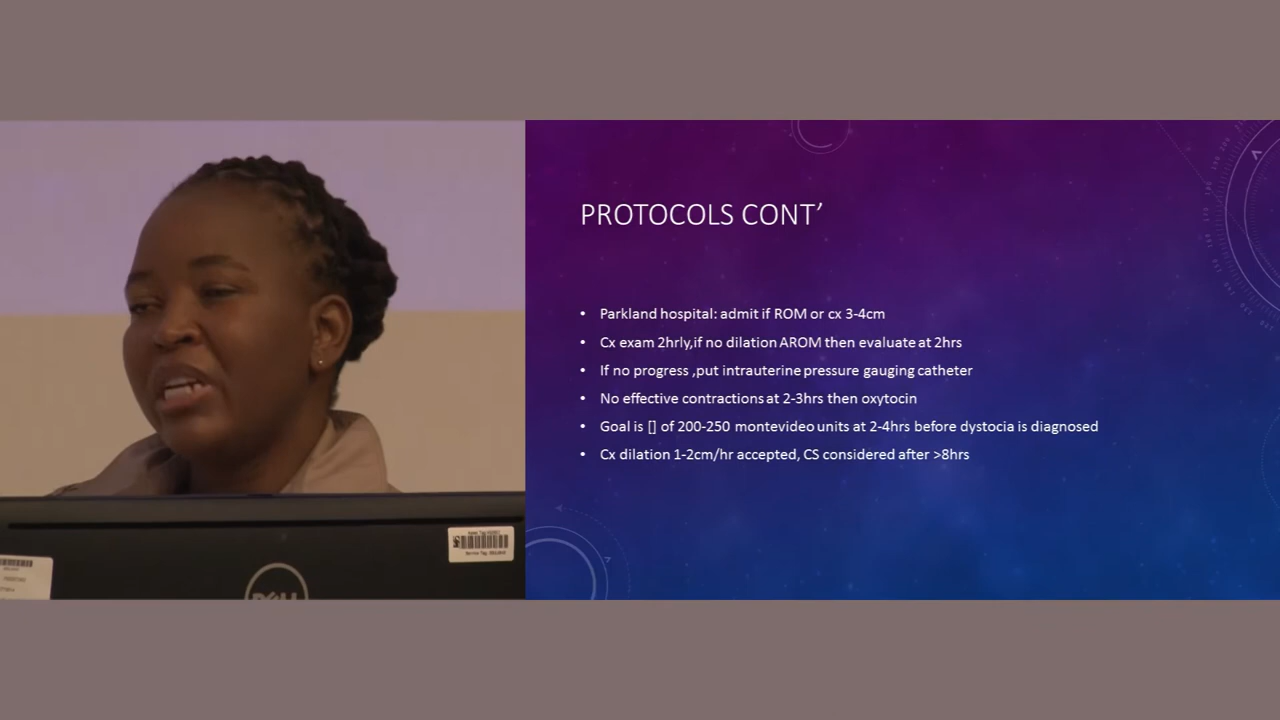 PROTOCOLS CONT’
• Parkland hospital: admit if ROM or cx 3-4cm
• Cx exam 2hrly,if no dilation AROM then evaluate at 2hrs
• If no progress ,put intrauterine pressure gauging catheter
• No effective contractions at 2-3hrs then oxytocin
• Goal is [] of 200-250 montevideo units at 2-4hrs before dystocia is diagnosed
• Cx dilation 1-2cm/hr accepted, CS considered after >8hrs
DELL